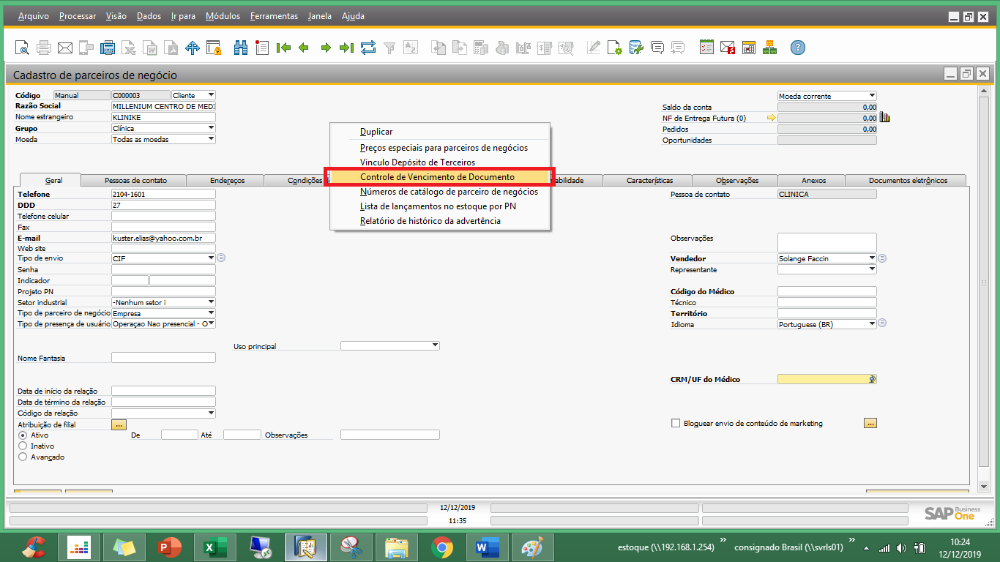 Arquivo Processar Visão Dados Ir para Módulos Ferramentas Janela Ajuda
Cadastro de parceiros de negócio
Código Manual C000003 Cliente
Razão Social MILLENIUM CENTRO DE MEDI
Nome estrangeiro KLINIKE
Grupo Clínica
Moeda Todas as moedas
Moeda corrente
Saldo da conta 0,00
NF de Entrega Futura (0) 0,00
Pedidos 0,00
Oportunidades
Duplicar
Preços especiais para parceiros de negócios
Vinculo Depósito de Terceiros
Controle de Vencimento de Documento
Números de catálogo de parceiro de negócios
Lista de lançamentos no estoque por PN
Relatório de histórico da advertência
Geral Pessoas de contato Endereços Condições Características Observações Anexos Documentos eletrônicos
Telefone 2104-1601
DDD 27
Telefone celular
Fax
E-mail kuster.elias@yahoo.com.br
Web site
Tipo de envio CIF
Senha
Indicador
Projeto PN
Setor industrial -Nenhum setor i
Tipo de parceiro de negócio Empresa
Tipo de presença de usuário Operaçao Nao presencial - O
Uso principal
Nome Fantasia
Data de início da relação
Data de término da relação
Código da relação
Atribuição de filial ...
Ativo De Até Observações
Inativo
Avançado
Pessoa de contato CLINICA
Observações
Vendedor Solange Faccin
Representante
Código do Médico
Técnico
Território
Idioma Portuguese (BR)
CRM/UF do Médico
Bloquear envio de conteúdo de marketing ...
12/12/2019
11:35
SAP Business One
estoque (\\192.168.1.254) » consignado Brasil (\\svrls01) »
10:24
12/12/2019